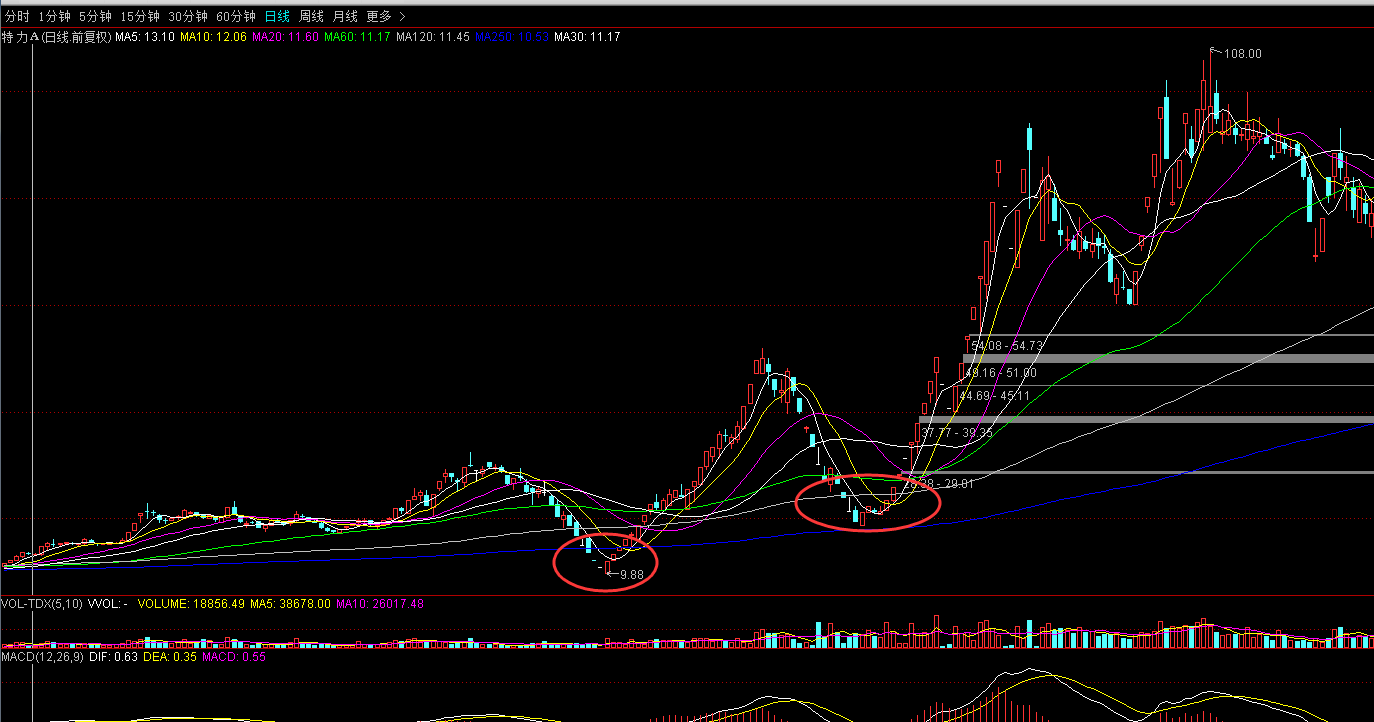 分时 1分钟 5分钟 15分钟 30分钟 60分钟 日线 周线 月线 更多 >
特力A(日线.前复权) MA5: 13.10 MA10: 12.06 MA20: 11.60 MA60: 11.17 MA120: 11.45 MA250: 10.53 MA30: 11.17
108.00
54.08 - 54.73
49.16 - 51.00
44.69 - 45.11
37.77 - 39.35
28.28 - 29.01
9.88
VOL-TDX(5,10) VVOL: - VOLUME: 18856.49 MA5: 38678.00 MA10: 26017.48
MACD(12,26,9) DIF: 0.63 DEA: 0.35 MACD: 0.55